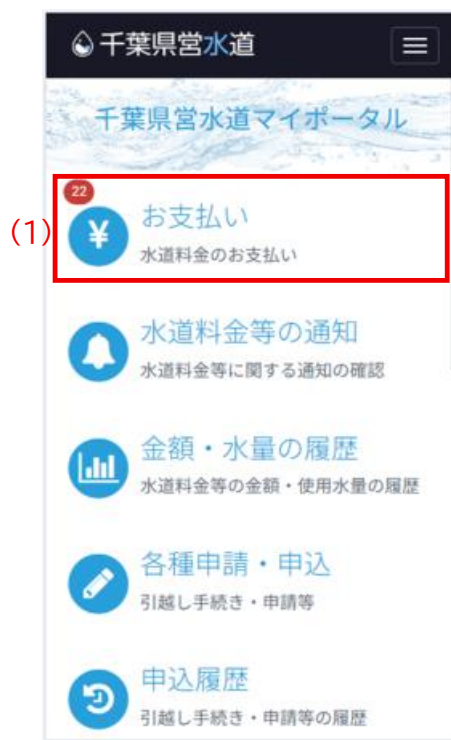 千葉県営水道
千葉県営水道マイポータル
22
(1)
¥
お支払い
水道料金のお支払い
水道料金等の通知
水道料金等に関する通知の確認
金額・水量の履歴
水道料金等の金額・使用水量の履歴
各種申請・申込
引越し手続き・申請等
申込履歴
引越し手続き・申請等の履歴